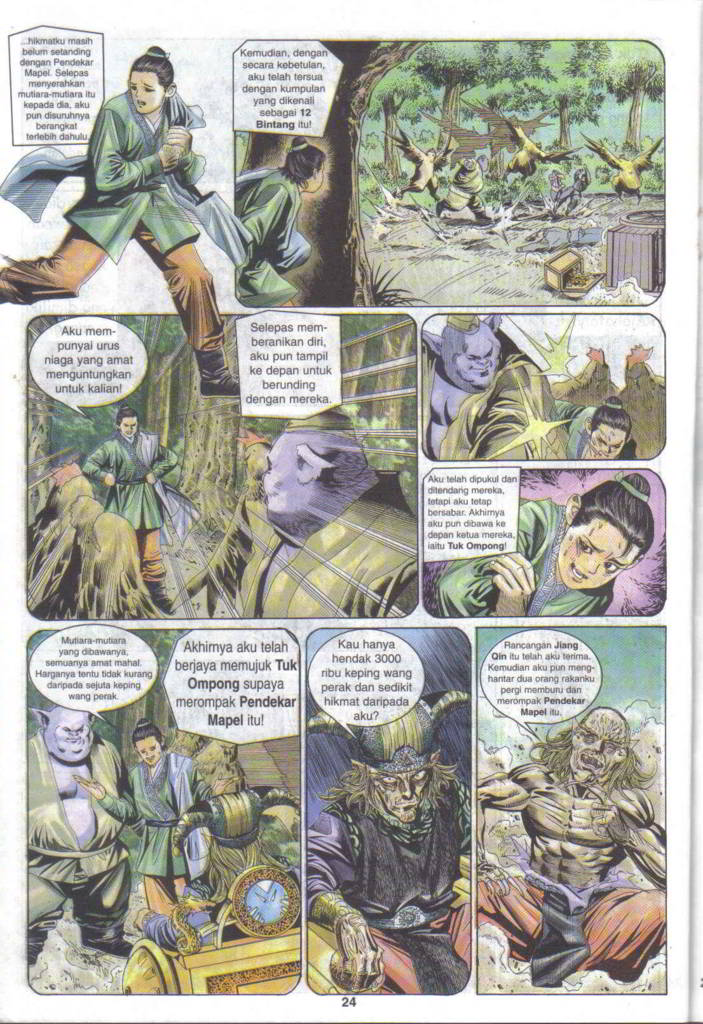 ...hikmatku masih
belum setanding
dengan Pendekar
Mapel. Selepas
menyerahkan
mutiara-mutiara itu
kepada dia, aku
pun disuruhnya
berangkat
terlebih dahulu.
Kemudian, dengan
secara kebetulan,
aku telah tersua
dengan kumpulan
yang dikenali
sebagai 12
Bintang itu!
Aku mem-
punyai urus
niaga yang amat
menguntungkan
untuk kalian!
Selepas mem-
beranikan diri,
aku pun tampil
ke depan untuk
berunding
dengan mereka.
Aku telah dipukul dan
ditendang mereka,
tetapi aku tetap
bersabar. Akhirnya
aku pun dibawa ke
depan ketua mereka,
iaitu Tuk Ompong!
Mutiara-mutiara
yang dibawanya,
semuanya amat mahal.
Harganya tentu tidak kurang
daripada sejuta keping
wang perak.
Akhirnya aku telah
berjaya memujuk Tuk
Ompong supaya
merompak Pendekar
Mapel itu!
Kau hanya
hendak 3000
ribu keping wang
perak dan sedikit
hikmat daripada
aku?
Rancangan Jiang
Qin itu telah aku terima.
Kemudian aku pun meng-
hantar dua orang rakanku
pergi memburu dan
merompak Pendekar
Mapel itu.
24